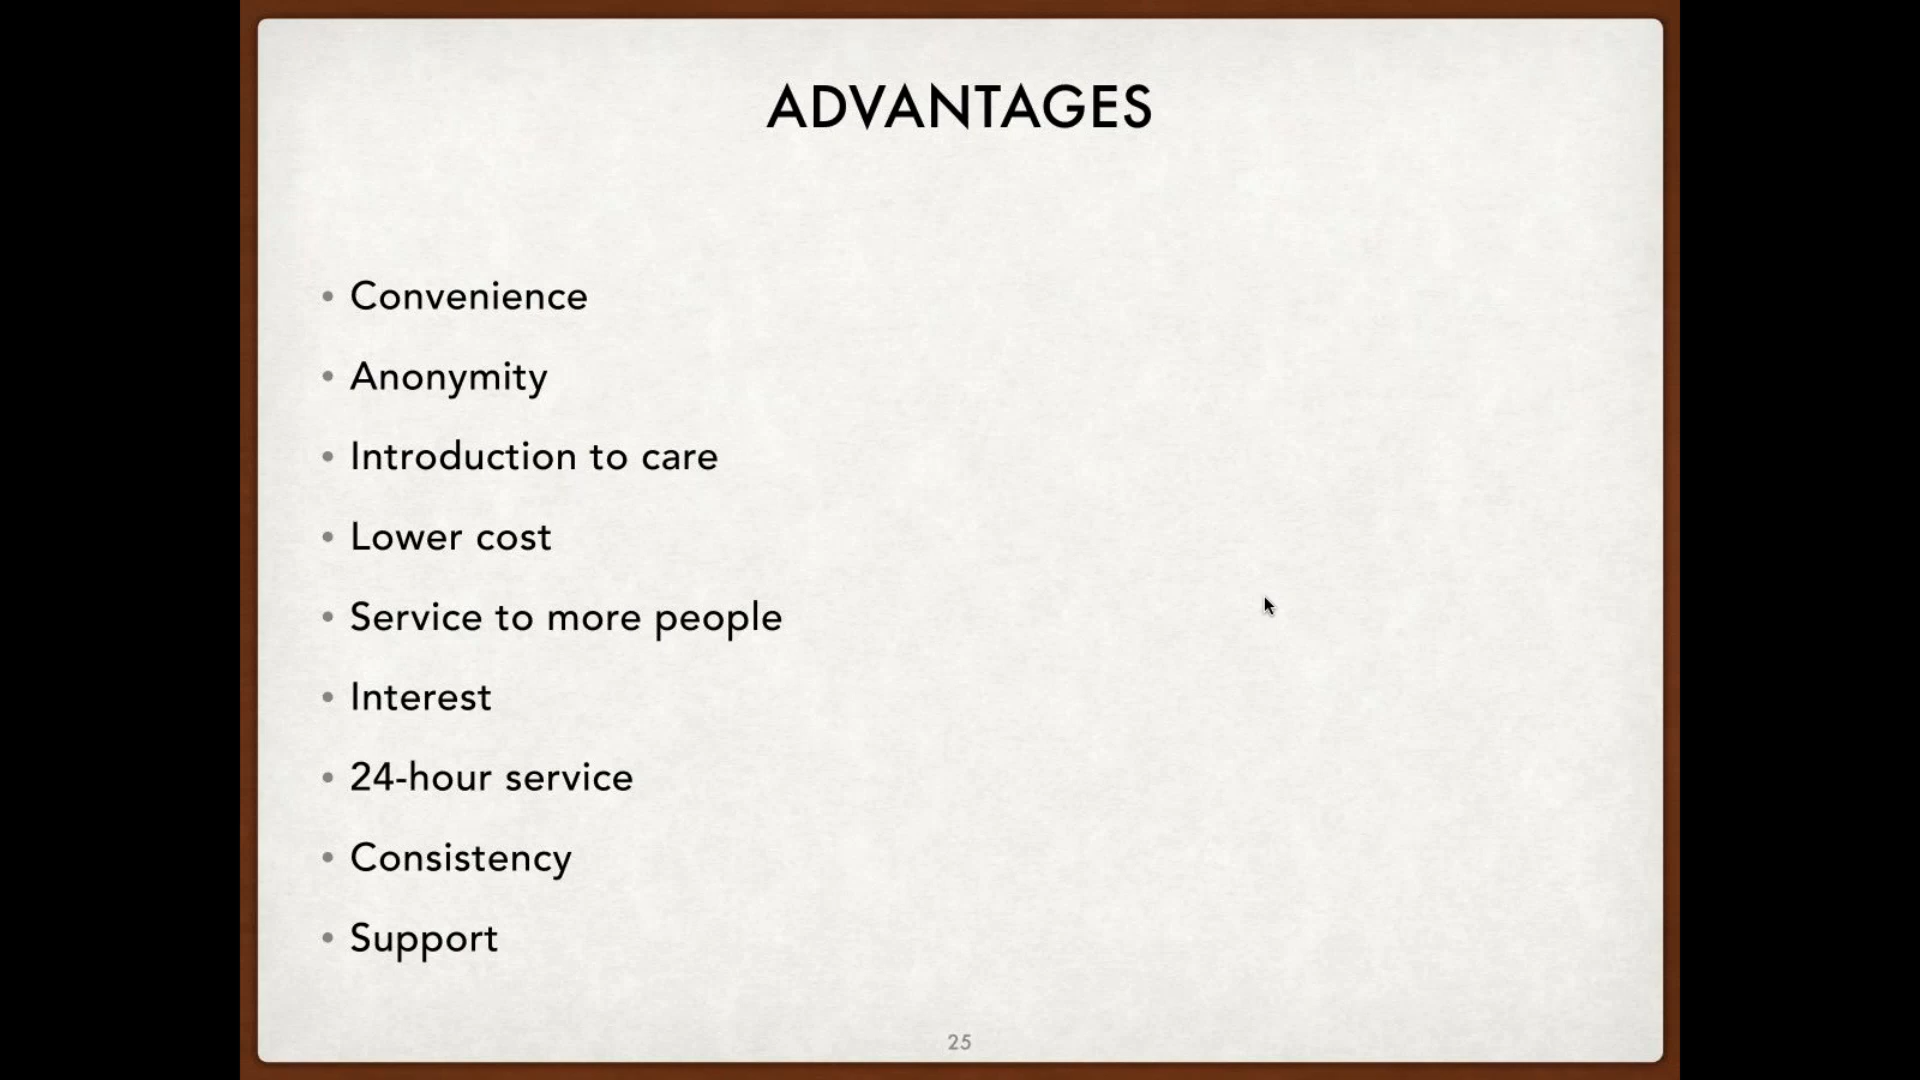 ADVANTAGES
• Convenience
• Anonymity
• Introduction to care
• Lower cost
• Service to more people
• Interest
• 24-hour service
• Consistency
• Support
25